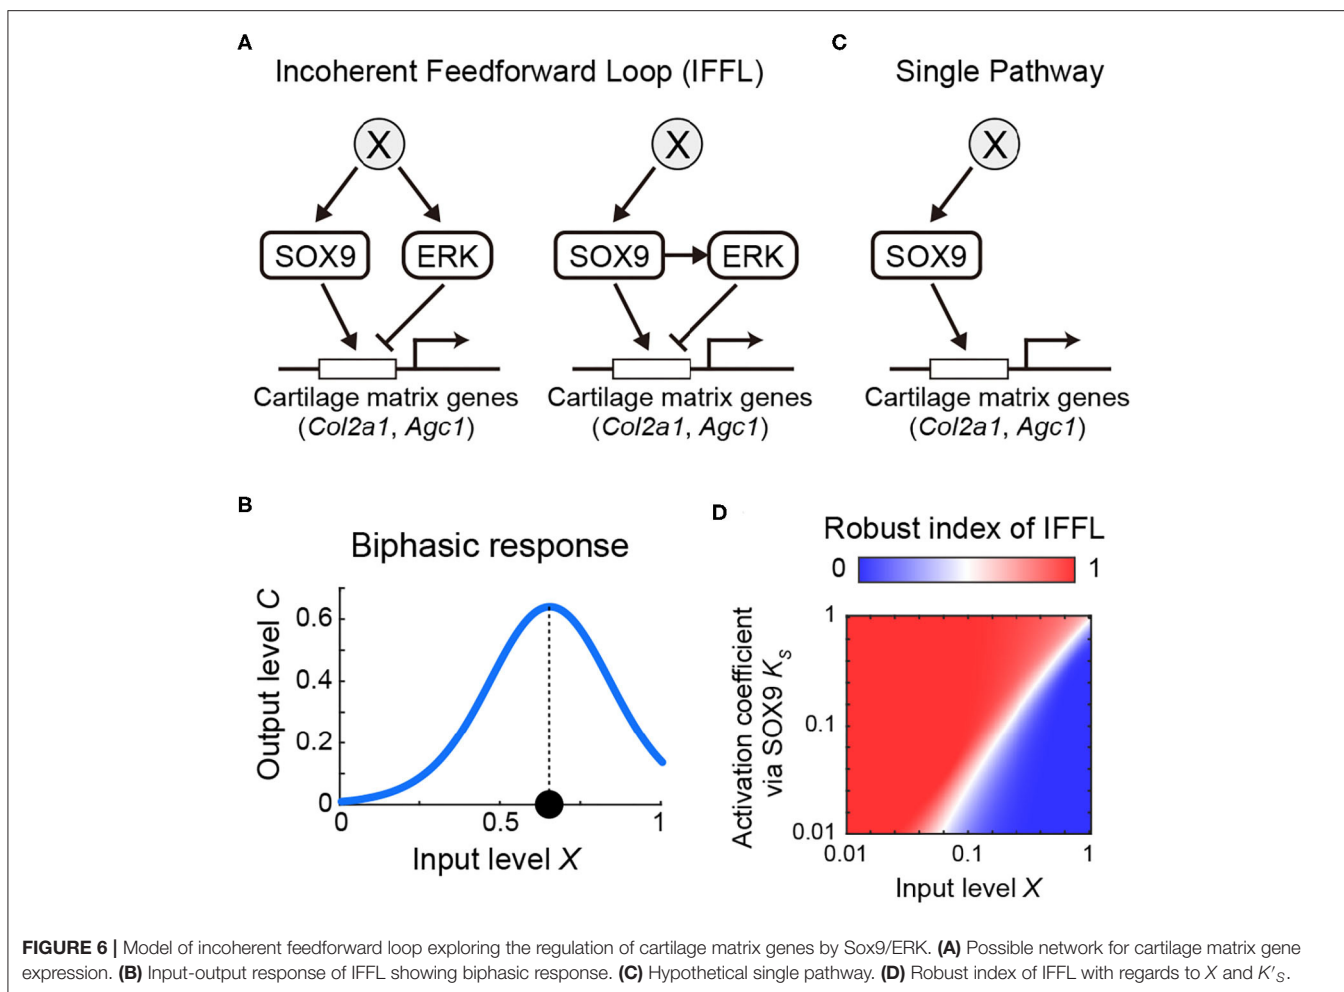 A
Incoherent Feedforward Loop (IFFL)
X
SOX9
ERK
Cartilage matrix genes
(Col2a1, Agc1)
X
SOX9
ERK
Cartilage matrix genes
(Col2a1, Agc1)
C
Single Pathway
X
SOX9
Cartilage matrix genes
(Col2a1, Agc1)
B
Biphasic response
Output level C
0.6
0.4
0.2
0
0
0.5
1
Input level X
D
Robust index of IFFL
0
1
Activation coefficient
via SOX9 KS
1
0.1
0.01
0.01
0.1
1
Input level X
FIGURE 6 | Model of incoherent feedforward loop exploring the regulation of cartilage matrix genes by Sox9/ERK. (A) Possible network for cartilage matrix gene
expression. (B) Input-output response of IFFL showing biphasic response. (C) Hypothetical single pathway. (D) Robust index of IFFL with regards to X and K′S.